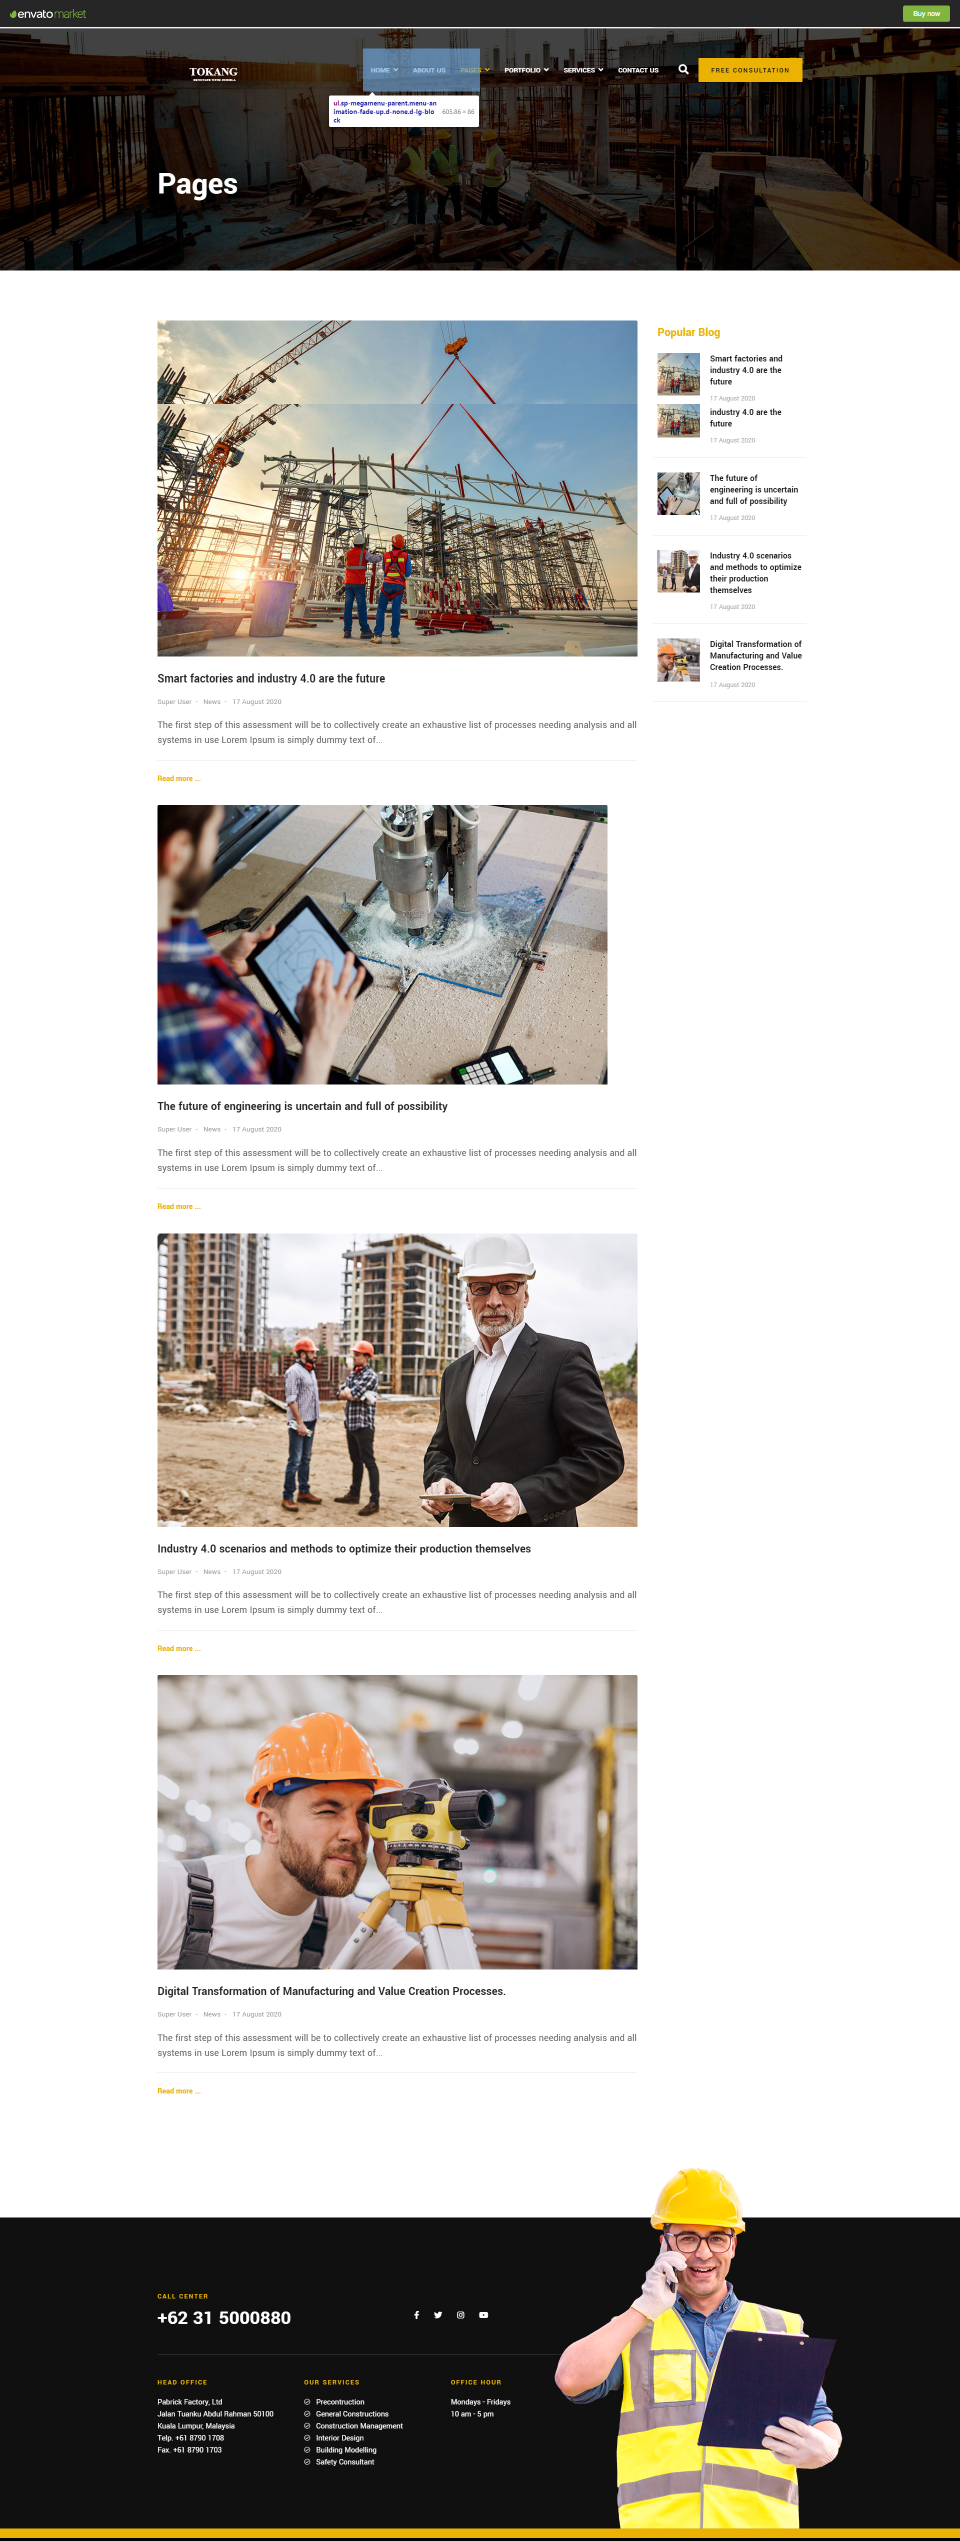 envatomarket
Buy now
TOKANG
HOME
ABOUT US
PAGES
PORTFOLIO
SERVICES
CONTACT US
FREE CONSULTATION
ul.sp-megamenu-parent.menu-an
imation-fade-up.d-none.d-lg-blo
ck
605.86 × 86
Pages
Popular Blog
Smart factories and
industry 4.0 are the
future
17 August 2020
industry 4.0 are the
future
17 August 2020
The future of
engineering is uncertain
and full of possibility
17 August 2020
Industry 4.0 scenarios
and methods to optimize
their production
themselves
17 August 2020
Digital Transformation of
Manufacturing and Value
Creation Processes.
17 August 2020
Smart factories and industry 4.0 are the future
Super User - News - 17 August 2020
The first step of this assessment will be to collectively create an exhaustive list of processes needing analysis and all
systems in use Lorem Ipsum is simply dummy text of...
Read more ...
The future of engineering is uncertain and full of possibility
Super User - News - 17 August 2020
The first step of this assessment will be to collectively create an exhaustive list of processes needing analysis and all
systems in use Lorem Ipsum is simply dummy text of...
Read more ...
Industry 4.0 scenarios and methods to optimize their production themselves
Super User - News - 17 August 2020
The first step of this assessment will be to collectively create an exhaustive list of processes needing analysis and all
systems in use Lorem Ipsum is simply dummy text of...
Read more ...
Digital Transformation of Manufacturing and Value Creation Processes.
Super User - News - 17 August 2020
The first step of this assessment will be to collectively create an exhaustive list of processes needing analysis and all
systems in use Lorem Ipsum is simply dummy text of...
Read more ...
CALL CENTER
+62 31 5000880
HEAD OFFICE
Pabrick Factory, Ltd
Jalan Tuanku Abdul Rahman 50100
Kuala Lumpur, Malaysia
Telp. +61 8790 1708
Fax. +61 8790 1703
OUR SERVICES
Precontruction
General Constructions
Construction Management
Interior Design
Building Modelling
Safety Consultant
OFFICE HOUR
Mondays - Fridays
10 am - 5 pm